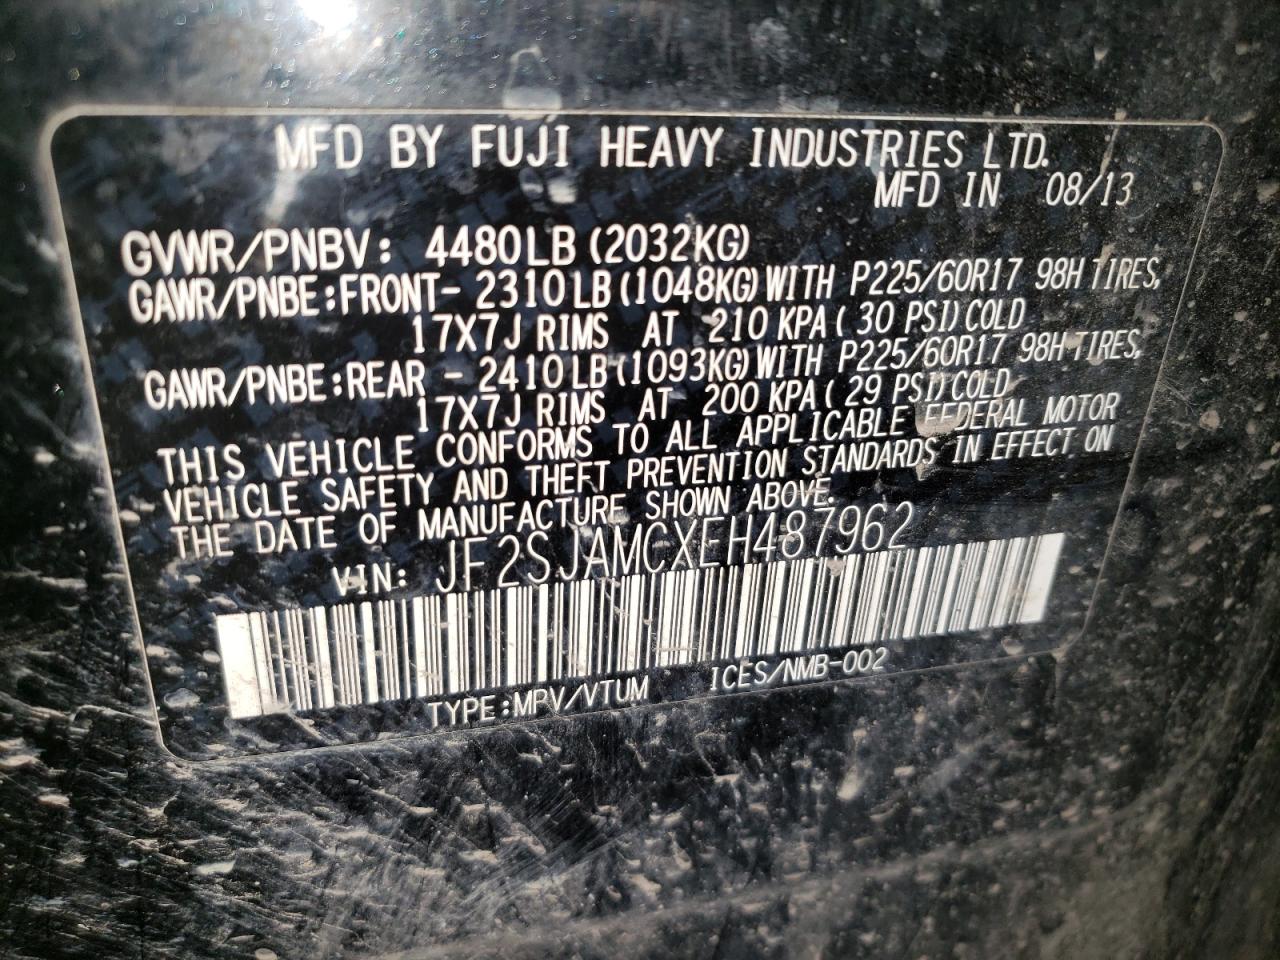 MFD BY FUJI HEAVY INDUSTRIES LTD.
MFD IN 08/13
GVWR/PNBV: 4480LB (2032KG)
GAWR/PNBE:FRONT- 2310LB (1048KG) WITH P225/60R17 98H TIRES,
17X7J RIMS AT 210 KPA ( 30 PSI) COLD
GAWR/PNBE:REAR - 2410LB (1093KG) WITH P225/60R17 98H TIRES,
17X7J RIMS AT 200 KPA ( 29 PSI) COLD
THIS VEHICLE CONFORMS TO ALL APPLICABLE FEDERAL MOTOR
VEHICLE SAFETY AND THEFT PREVENTION STANDARDS IN EFFECT ON
THE DATE OF MANUFACTURE SHOWN ABOVE.
VIN: JF2SJAMCXEH487962
TYPE:MPV/VTUM ICES/NMB-002